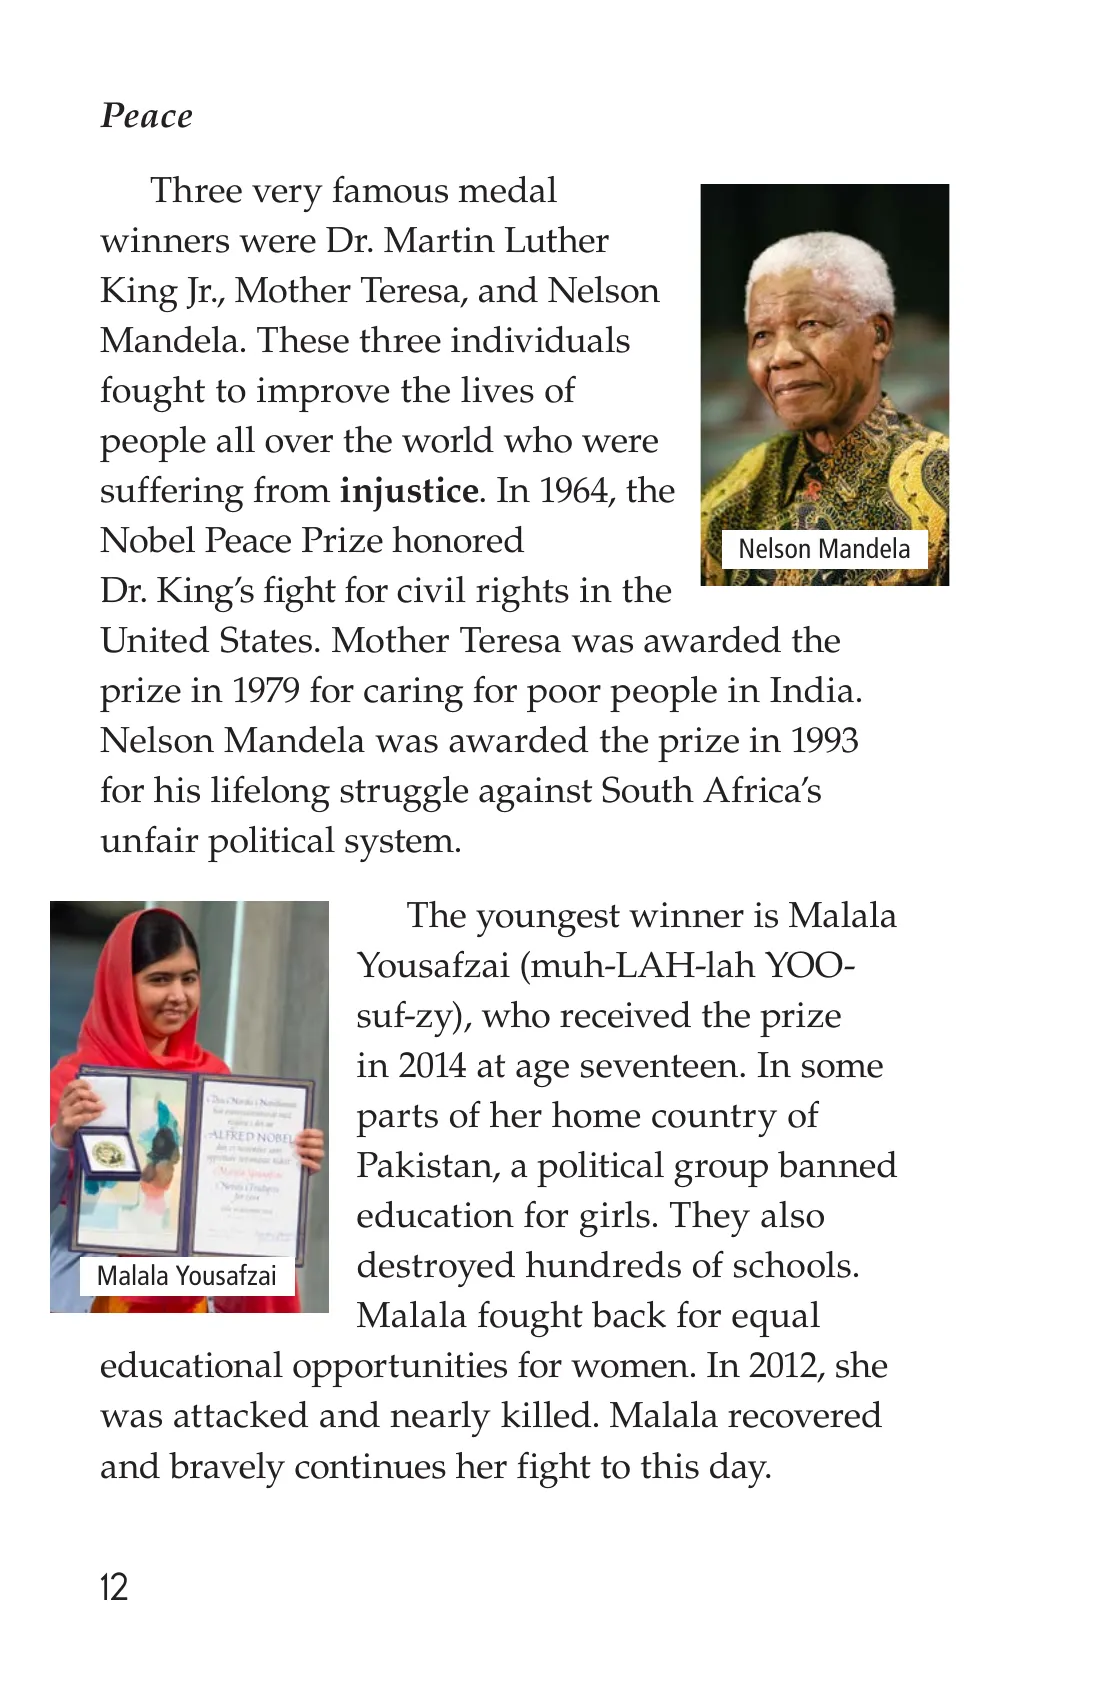 Peace
Three very famous medal
winners were Dr. Martin Luther
King Jr., Mother Teresa, and Nelson
Mandela. These three individuals
fought to improve the lives of
people all over the world who were
suffering from injustice. In 1964, the
Nobel Peace Prize honored
Dr. King’s fight for civil rights in the
United States. Mother Teresa was awarded the
prize in 1979 for caring for poor people in India.
Nelson Mandela was awarded the prize in 1993
for his lifelong struggle against South Africa’s
unfair political system.
Nelson Mandela
The youngest winner is Malala
Yousafzai (muh-LAH-lah YOO-
suf-zy), who received the prize
in 2014 at age seventeen. In some
parts of her home country of
Pakistan, a political group banned
education for girls. They also
destroyed hundreds of schools.
Malala fought back for equal
educational opportunities for women. In 2012, she
was attacked and nearly killed. Malala recovered
and bravely continues her fight to this day.
ALFRED NOBEL
Malala Yousafzai
12